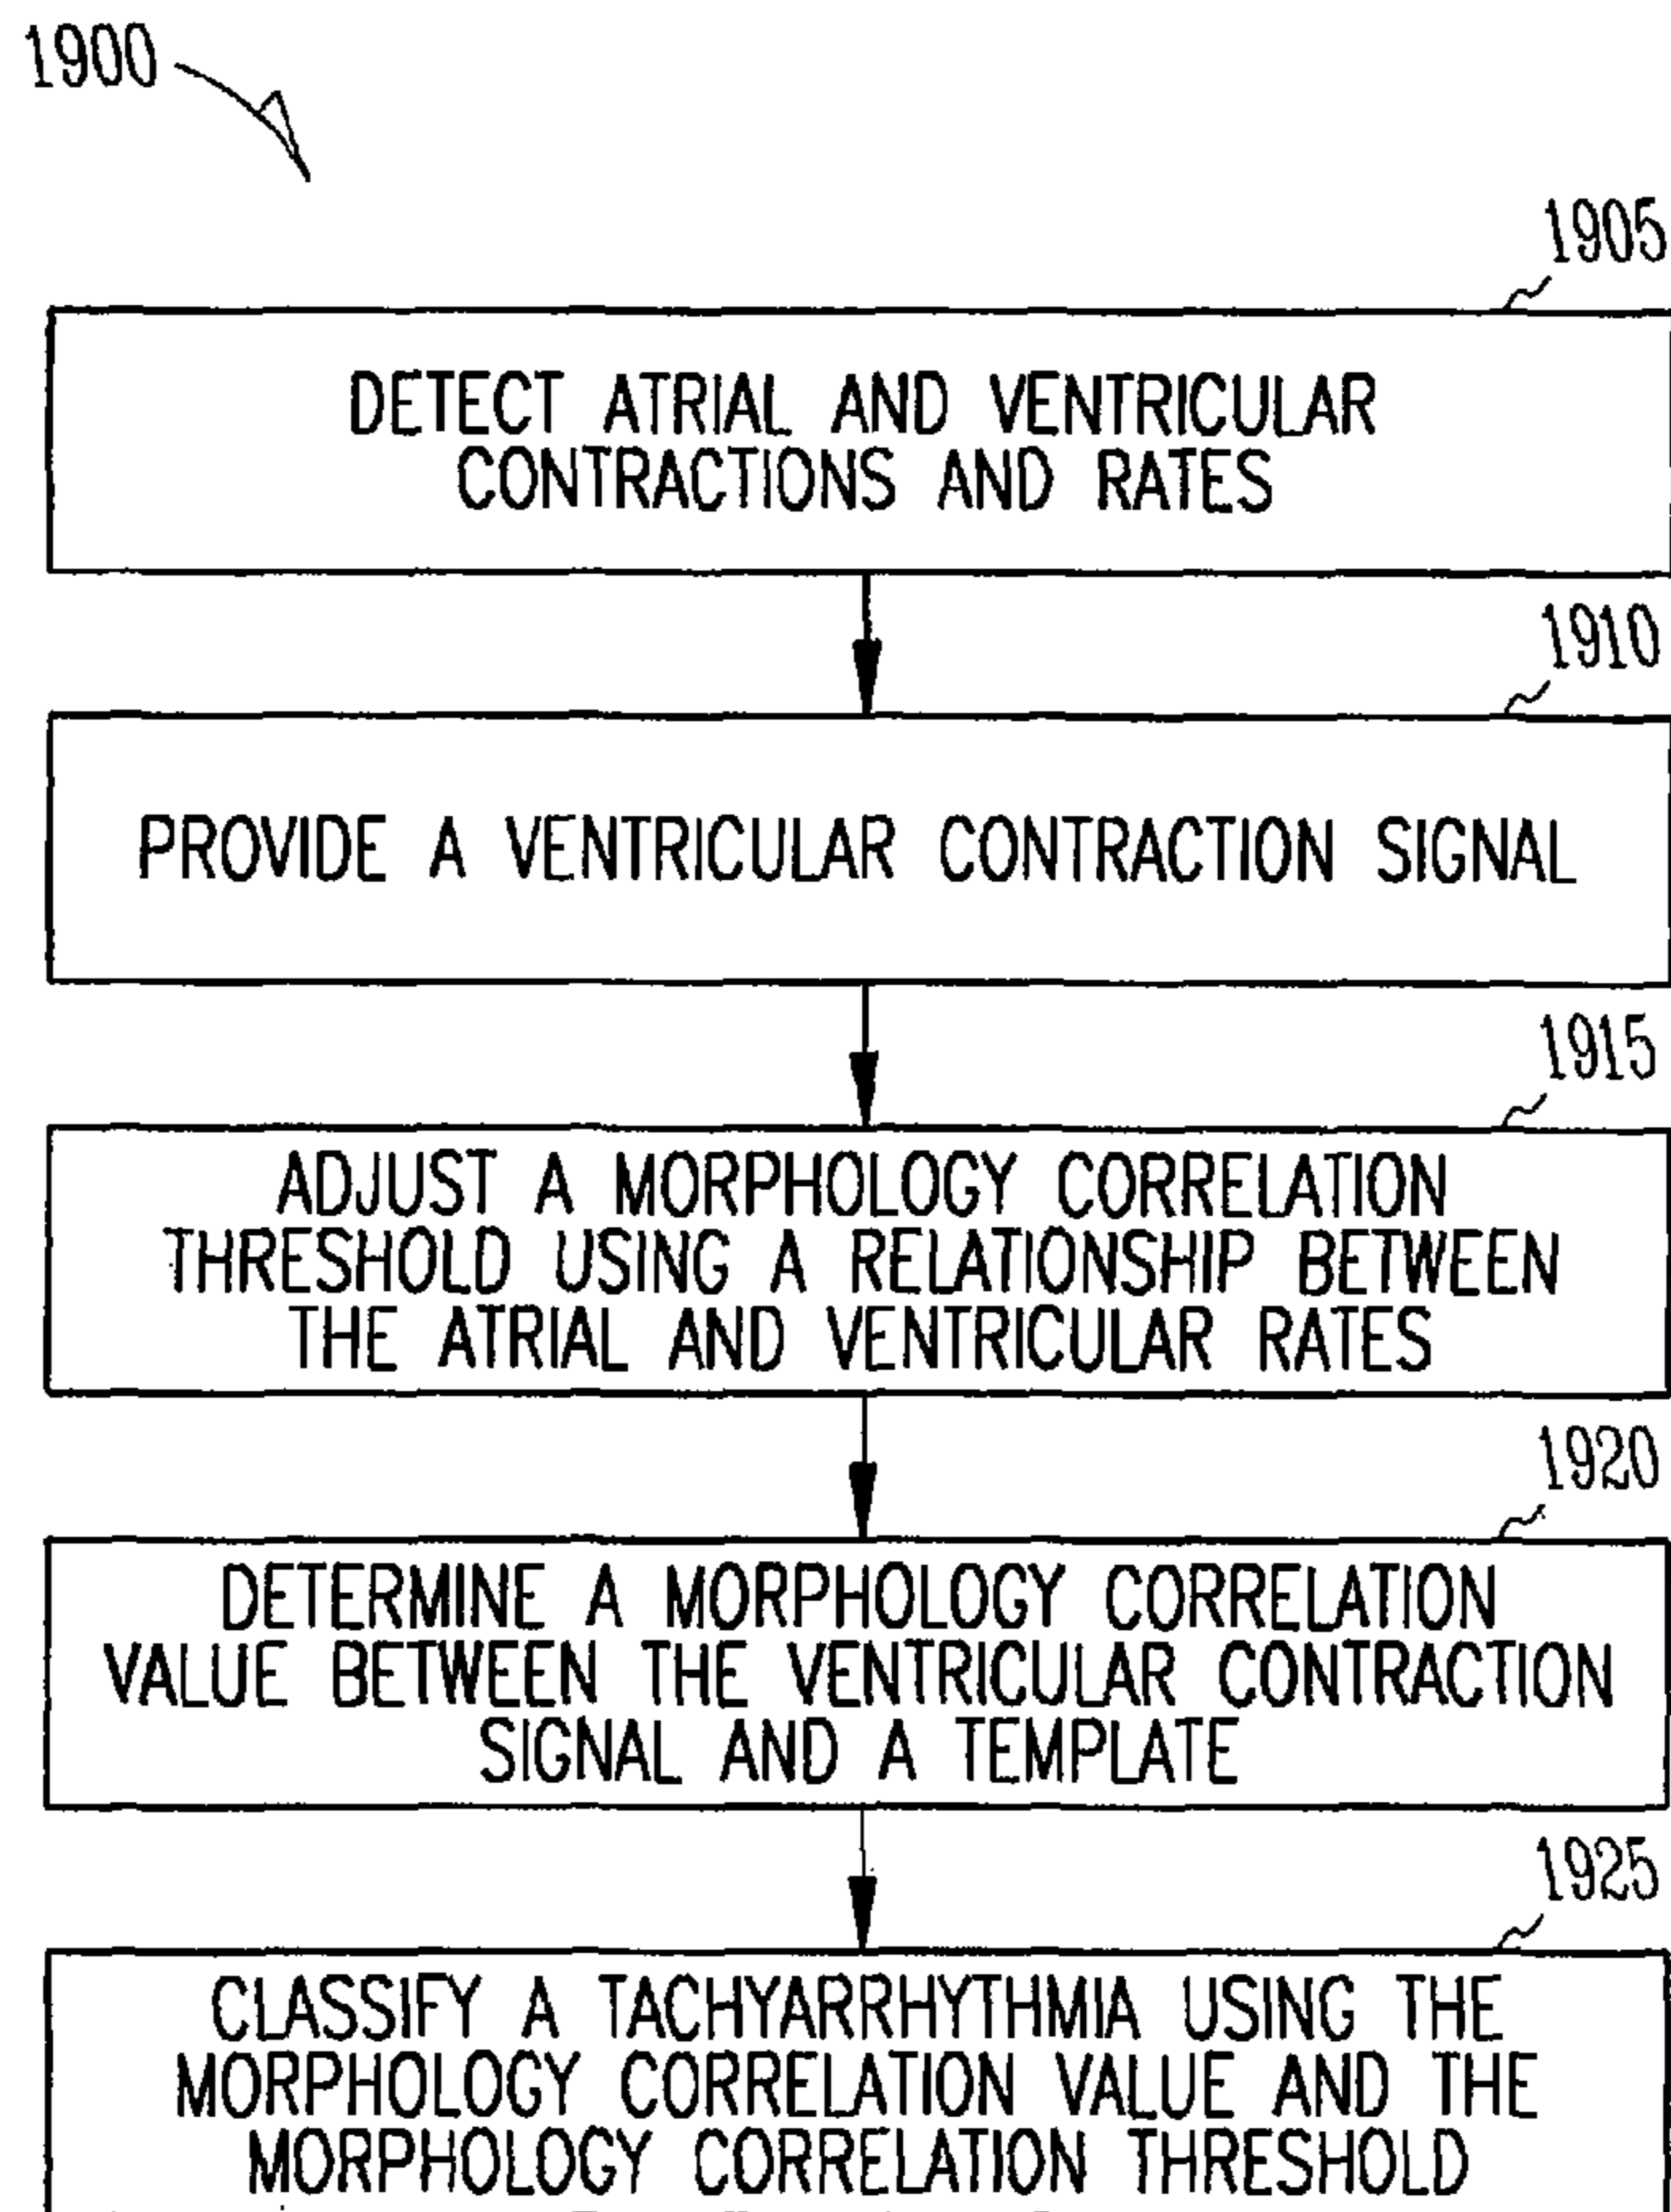 1900
1905
DETECT ATRIAL AND VENTRICULAR
CONTRACTIONS AND RATES
1910
PROVIDE A VENTRICULAR CONTRACTION SIGNAL
1915
ADJUST A MORPHOLOGY CORRELATION
THRESHOLD USING A RELATIONSHIP BETWEEN
THE ATRIAL AND VENTRICULAR RATES
1920
DETERMINE A MORPHOLOGY CORRELATION
VALUE BETWEEN THE VENTRICULAR CONTRACTION
SIGNAL AND A TEMPLATE
1925
CLASSIFY A TACHYARRHYTHMIA USING THE
MORPHOLOGY CORRELATION VALUE AND THE
MORPHOLOGY CORRELATION THRESHOLD